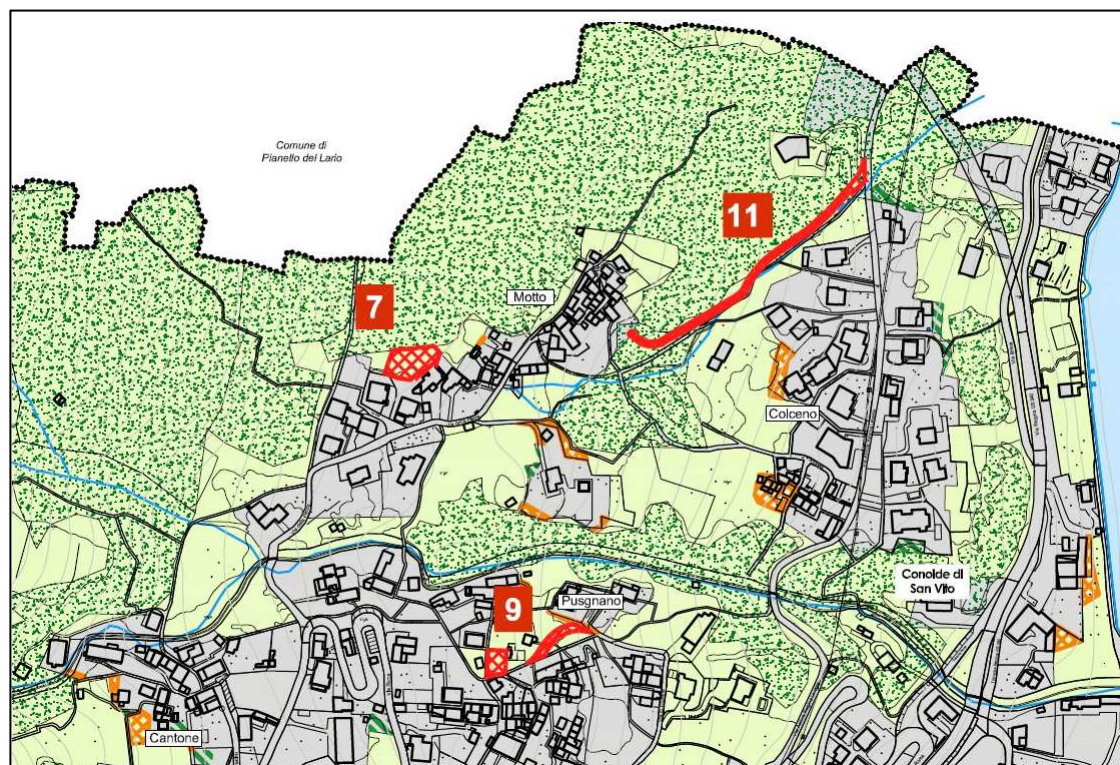 Comune di
Pianello del Lario
11
7
Motto
Colceno
Conoide di
San Vito
9
Pusgnano
Cantone